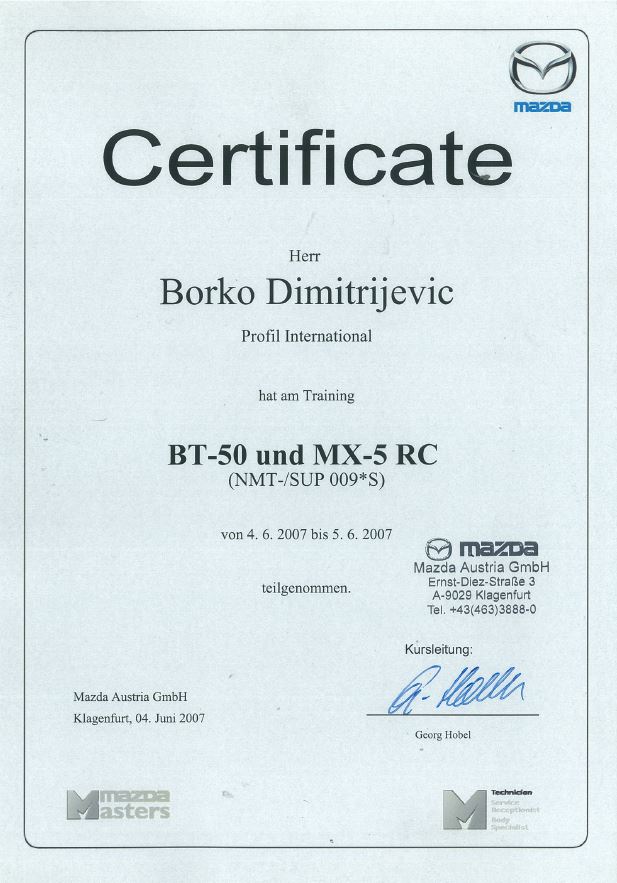 mazda
Certificate
Herr
Borko Dimitrijevic
Profil International
hat am Training
BT-50 und MX-5 RC
(NMT-/SUP 009*S)
von 4. 6. 2007 bis 5. 6. 2007
teilgenommen.
mazda
Mazda Austria GmbH
Ernst-Diez-Straße 3
A-9029 Klagenfurt
Tel. +43(463)3888-0
Kursleitung:
Georg Hobel
Mazda Austria GmbH
Klagenfurt, 04. Juni 2007
mazda
Masters
M
Technician
Service
Receptionist
Body
Specialist